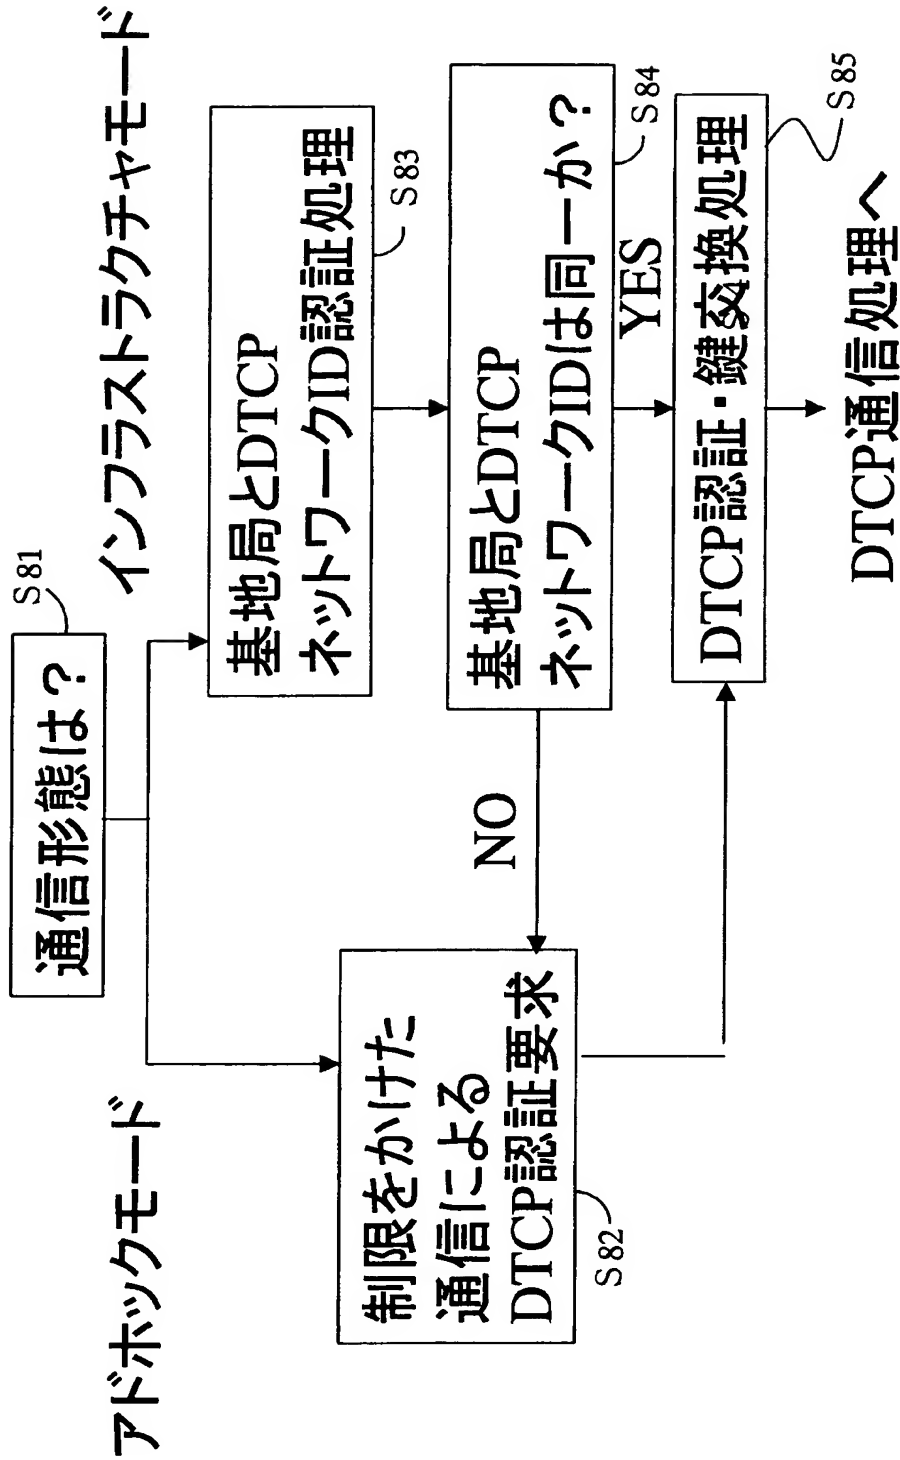 通信形態は？
S81
アドホックモード
インフラストラクチャモード
基地局とDTCP
ネットワークID認証処理
S83
制限をかけた
通信による
DTCP認証要求
S82
NO
基地局とDTCP
ネットワークIDは同一か？
S84
YES
DTCP認証・鍵交換処理
S85
DTCP通信処理へ